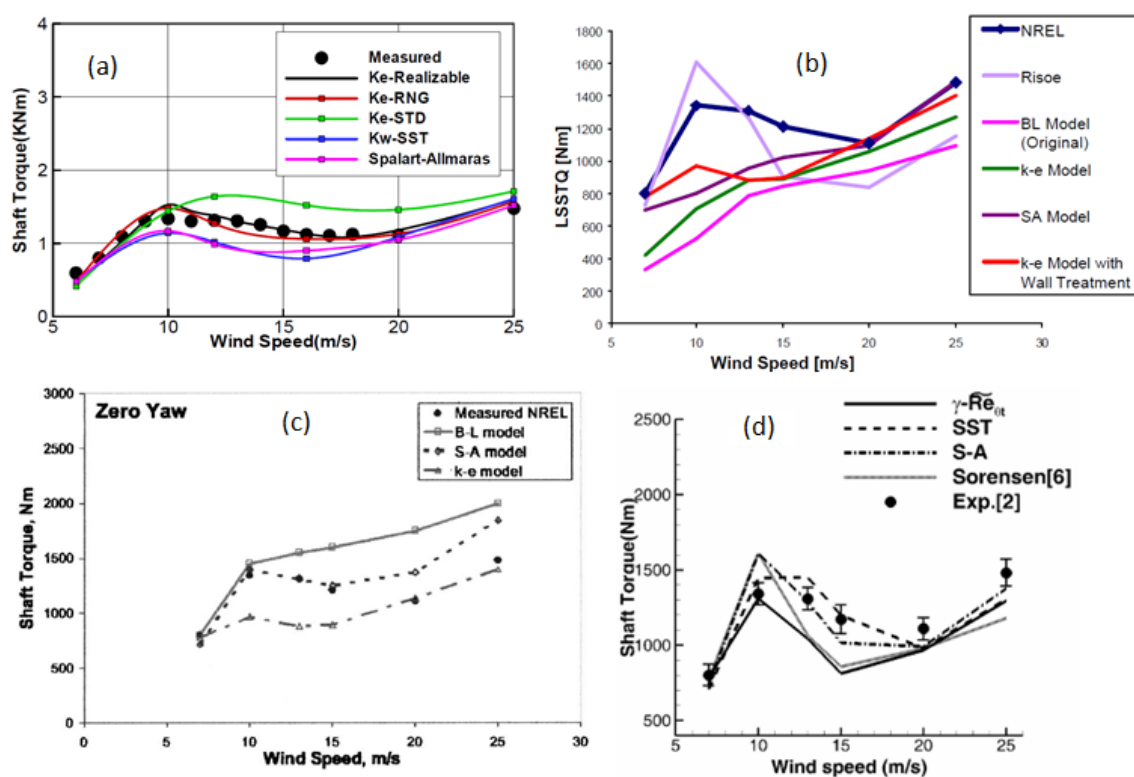 (a)
Measured
Ke-Realizable
Ke-RNG
Ke-STD
Kw-SST
Spalart-Allmaras
Shaft Torque(KNm)
4
3
2
1
0
5 10 15 20 25
Wind Speed(m/s)
(b)
NREL
Risoe
BL Model
(Original)
k-e Model
SA Model
k-e Model with
Wall Treatment
LSSTQ [Nm]
1800
1600
1400
1200
1000
800
600
400
200
0
5 10 15 20 25 30
Wind Speed [m/s]
Zero Yaw
(c)
Measured NREL
B-L model
S-A model
k-e model
Shaft Torque, Nm
3000
2500
2000
1500
1000
500
0
0 5 10 15 20 25 30
Wind Speed, m/s
(d)
γ-R̃e_θt
SST
S-A
Sorensen[6]
Exp.[2]
Shaft Torque(Nm)
2500
2000
1500
1000
500
5 10 15 20 25
Wind speed (m/s)